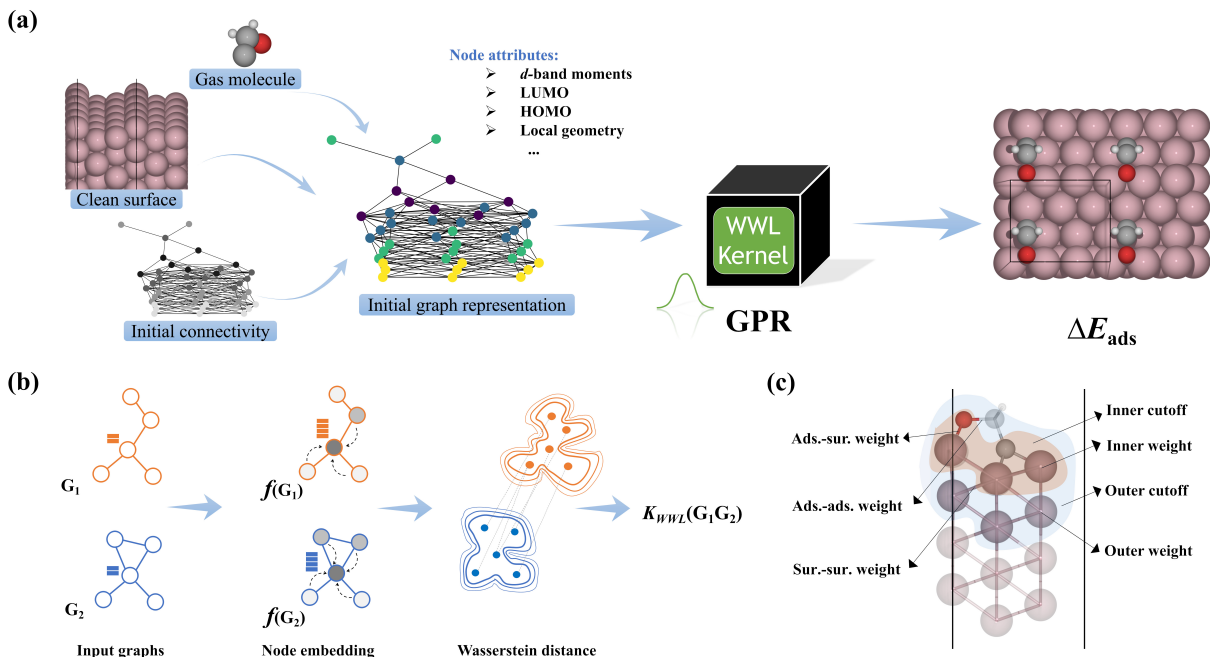 (a)
Gas molecule
Clean surface
Initial connectivity
Node attributes:
➢ d-band moments
➢ LUMO
➢ HOMO
➢ Local geometry
...
Initial graph representation
WWL
Kernel
GPR
ΔE_ads
(b)
G₁
G₂
Input graphs
f(G₁)
f(G₂)
Node embedding
Wasserstein distance
K_WWL(G₁G₂)
(c)
Ads.-sur. weight
Ads.-ads. weight
Sur.-sur. weight
Inner cutoff
Inner weight
Outer cutoff
Outer weight